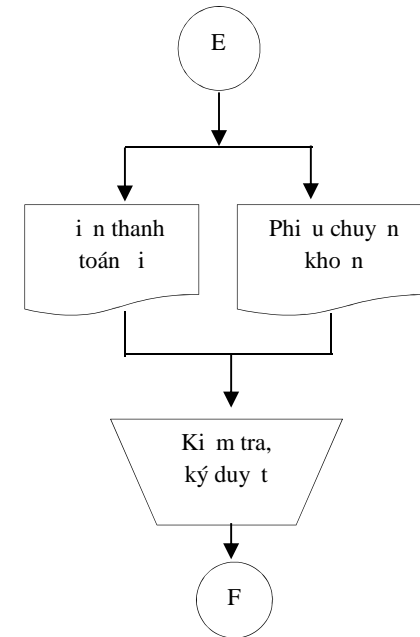 E
i n thanh
toán i
Phi u chuy n
kho n
Ki m tra,
ký duy t
F